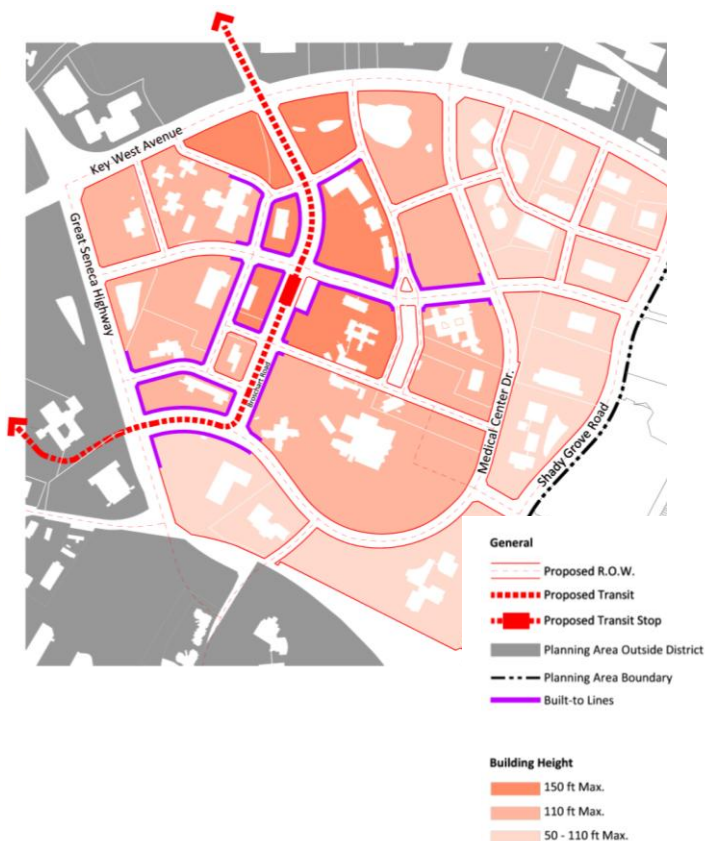 Key West Avenue
Great Seneca Highway
Broschart Road
Medical Center Dr.
Shady Grove Road
General
Proposed R.O.W.
Proposed Transit
Proposed Transit Stop
Planning Area Outside District
Planning Area Boundary
Built-to Lines
Building Height
150 ft Max.
110 ft Max.
50 - 110 ft Max.